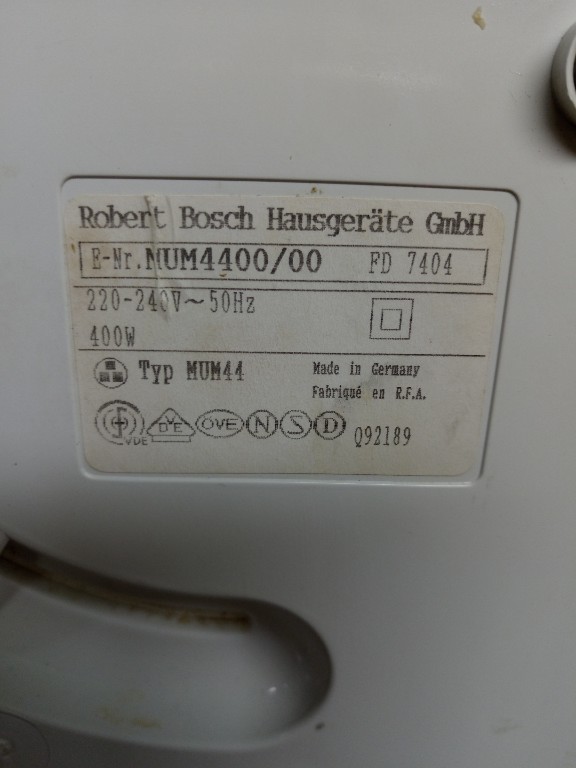 Robert Bosch Hausgeräte GmbH
E-Nr. MUM4400/00 FD 7404
220-240V~50Hz
400W
Typ MUM44
Made in Germany
Fabriqué en R.F.A.
VDE VDE ÖVE N S D
Q92189